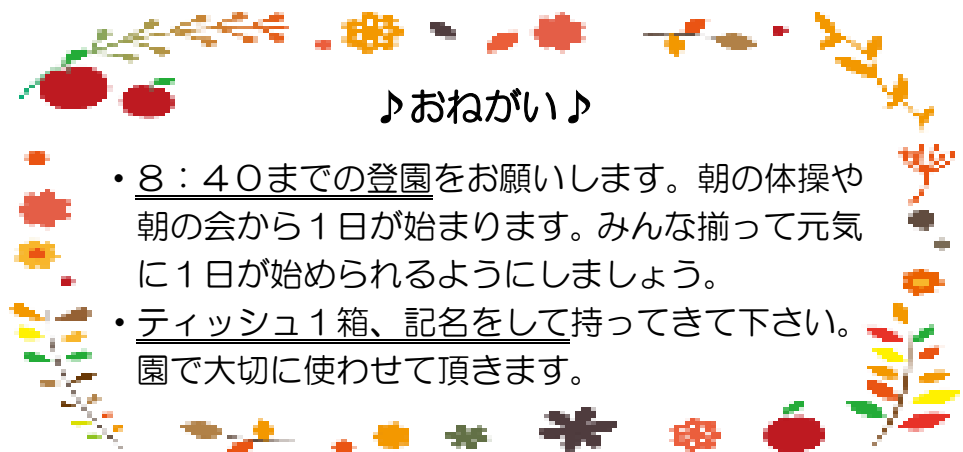 ♪おねがい♪
・８：４０までの登園をお願いします。朝の体操や
朝の会から１日が始まります。みんな揃って元気
に１日が始められるようにしましょう。
・ティッシュ１箱、記名をして持ってきて下さい。
園で大切に使わせて頂きます。